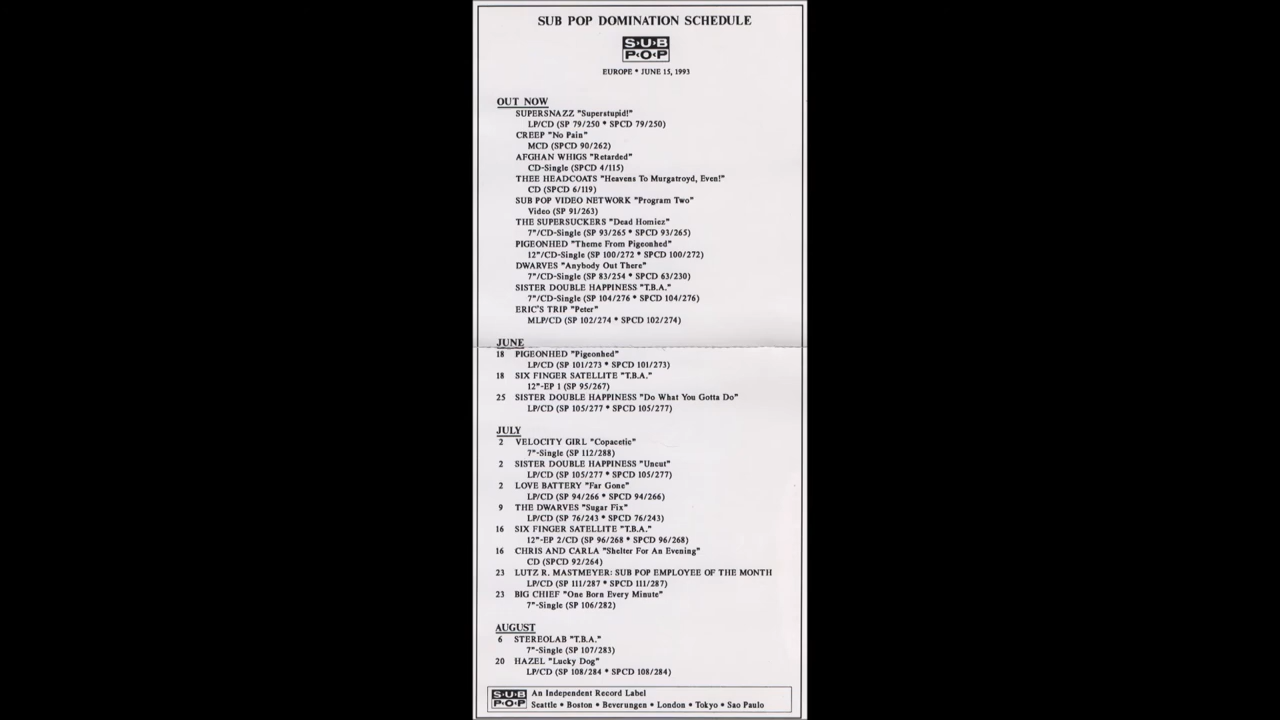 SUB POP DOMINATION SCHEDULE
S•U•B
P•O•P
EUROPE * JUNE 15, 1993
OUT NOW
SUPERSNAZZ "Superstupid!"
LP/CD (SP 79/250 * SPCD 79/250)
CREEP "No Pain"
MCD (SPCD 90/262)
AFGHAN WHIGS "Retarded"
CD-Single (SPCD 4/115)
THEE HEADCOATS "Heavens To Murgatroyd, Even!"
CD (SPCD 6/119)
SUB POP VIDEO NETWORK "Program Two"
Video (SP 91/263)
THE SUPERSUCKERS "Dead Homiez"
7"/CD-Single (SP 93/265 * SPCD 93/265)
PIGEONHED "Theme From Pigeonhed"
12"/CD-Single (SP 100/272 * SPCD 100/272)
DWARVES "Anybody Out There"
7"/CD-Single (SP 83/254 * SPCD 63/230)
SISTER DOUBLE HAPPINESS "T.B.A."
7"/CD-Single (SP 104/276 * SPCD 104/276)
ERIC'S TRIP "Peter"
MLP/CD (SP 102/274 * SPCD 102/274)
JUNE
18 PIGEONHED "Pigeonhed"
LP/CD (SP 101/273 * SPCD 101/273)
18 SIX FINGER SATELLITE "T.B.A."
12"-EP 1 (SP 95/267)
25 SISTER DOUBLE HAPPINESS "Do What You Gotta Do"
LP/CD (SP 105/277 * SPCD 105/277)
JULY
2 VELOCITY GIRL "Copacetic"
7"-Single (SP 112/288)
2 SISTER DOUBLE HAPPINESS "Uncut"
LP/CD (SP 105/277 * SPCD 105/277)
2 LOVE BATTERY "Far Gone"
LP/CD (SP 94/266 * SPCD 94/266)
9 THE DWARVES "Sugar Fix"
LP/CD (SP 76/243 * SPCD 76/243)
16 SIX FINGER SATELLITE "T.B.A."
12"-EP 2/CD (SP 96/268 * SPCD 96/268)
16 CHRIS AND CARLA "Shelter For An Evening"
CD (SPCD 92/264)
23 LUTZ R. MASTMEYER: SUB POP EMPLOYEE OF THE MONTH
LP/CD (SP 111/287 * SPCD 111/287)
23 BIG CHIEF "One Born Every Minute"
7"-Single (SP 106/282)
AUGUST
6 STEREOLAB "T.B.A."
7"-Single (SP 107/283)
20 HAZEL "Lucky Dog"
LP/CD (SP 108/284 * SPCD 108/284)
S•U•B
P•O•P
An Independent Record Label
Seattle • Boston • Beverungen • London • Tokyo • Sao Paulo